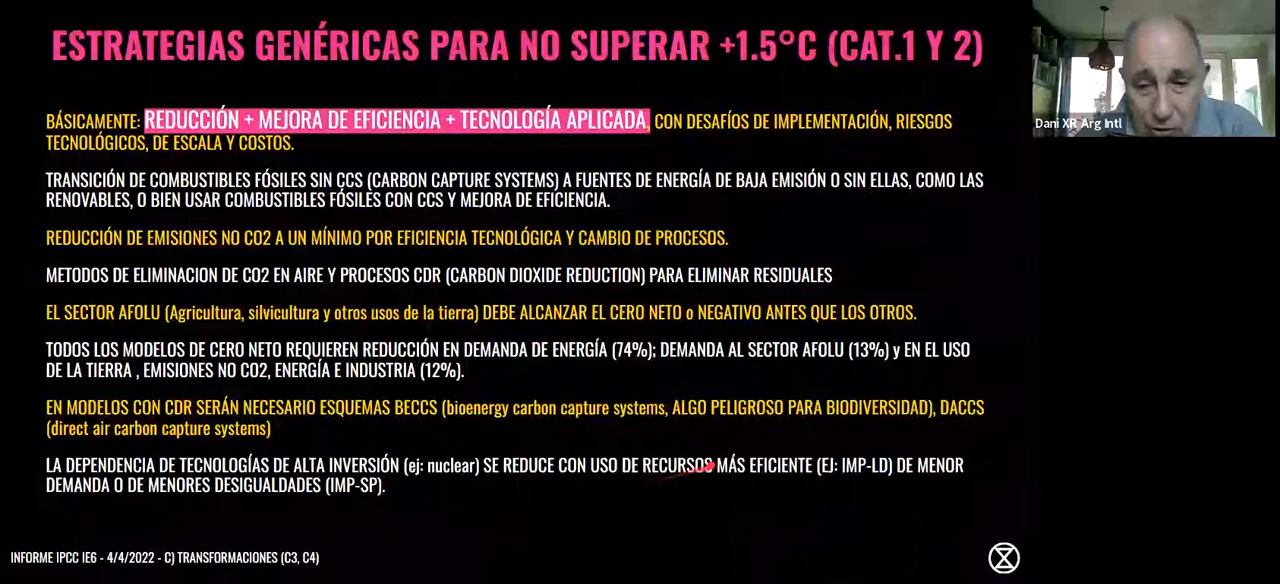 ESTRATEGIAS GENÉRICAS PARA NO SUPERAR +1.5°C (CAT.1 Y 2)
BÁSICAMENTE: REDUCCIÓN + MEJORA DE EFICIENCIA + TECNOLOGÍA APLICADA, CON DESAFÍOS DE IMPLEMENTACIÓN, RIESGOS
TECNOLÓGICOS, DE ESCALA Y COSTOS.
TRANSICIÓN DE COMBUSTIBLES FÓSILES SIN CCS (CARBON CAPTURE SYSTEMS) A FUENTES DE ENERGÍA DE BAJA EMISIÓN O SIN ELLAS, COMO LAS
RENOVABLES, O BIEN USAR COMBUSTIBLES FÓSILES CON CCS Y MEJORA DE EFICIENCIA.
REDUCCIÓN DE EMISIONES NO CO2 A UN MÍNIMO POR EFICIENCIA TECNOLÓGICA Y CAMBIO DE PROCESOS.
METODOS DE ELIMINACION DE CO2 EN AIRE Y PROCESOS CDR (CARBON DIOXIDE REDUCTION) PARA ELIMINAR RESIDUALES
EL SECTOR AFOLU (Agricultura, silvicultura y otros usos de la tierra) DEBE ALCANZAR EL CERO NETO o NEGATIVO ANTES QUE LOS OTROS.
TODOS LOS MODELOS DE CERO NETO REQUIEREN REDUCCIÓN EN DEMANDA DE ENERGÍA (74%); DEMANDA AL SECTOR AFOLU (13%) y EN EL USO
DE LA TIERRA , EMISIONES NO CO2, ENERGÍA E INDUSTRIA (12%).
EN MODELOS CON CDR SERÁN NECESARIO ESQUEMAS BECCS (bioenergy carbon capture systems, ALGO PELIGROSO PARA BIODIVERSIDAD), DACCS
(direct air carbon capture systems)
LA DEPENDENCIA DE TECNOLOGÍAS DE ALTA INVERSIÓN (ej: nuclear) SE REDUCE CON USO DE RECURSOS MÁS EFICIENTE (EJ: IMP-LD) DE MENOR
DEMANDA O DE MENORES DESIGUALDADES (IMP-SP).
INFORME IPCC IE6 - 4/4/2022 - C) TRANSFORMACIONES (C3, C4)
Dani XR Arg Intl